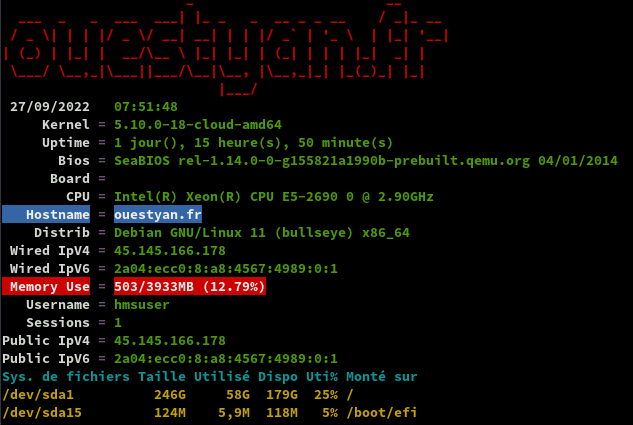 ouestyan.fr
27/09/2022 07:51:48
Kernel = 5.10.0-18-cloud-amd64
Uptime = 1 jour(), 15 heure(s), 50 minute(s)
Bios = SeaBIOS rel-1.14.0-0-g155821a1990b-prebuilt.qemu.org 04/01/2014
Board =
CPU = Intel(R) Xeon(R) CPU E5-2690 0 @ 2.90GHz
Hostname = ouestyan.fr
Distrib = Debian GNU/Linux 11 (bullseye) x86_64
Wired IpV4 = 45.145.166.178
Wired IpV6 = 2a04:ecc0:8:a8:4567:4989:0:1
Memory Use = 503/3933MB (12.79%)
Username = hmsuser
Sessions = 1
Public IpV4 = 45.145.166.178
Public IpV6 = 2a04:ecc0:8:a8:4567:4989:0:1
Sys. de fichiers Taille Utilisé Dispo Uti% Monté sur
/dev/sda1 246G 58G 179G 25% /
/dev/sda15 124M 5,9M 118M 5% /boot/efi